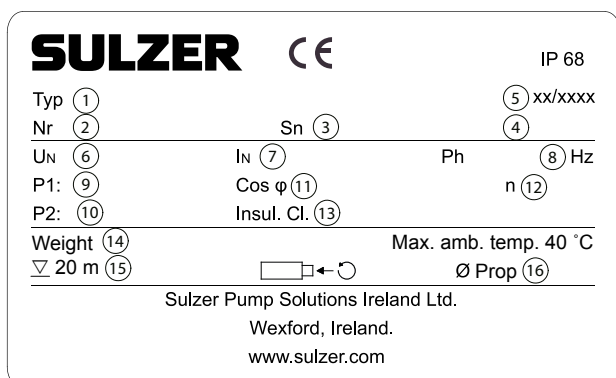 SULZER CE IP 68
Typ 1 5 xx/xxxx
Nr 2 Sn 3 4
UN 6 IN 7 Ph 8 Hz
P1: 9 Cos φ 11 n 12
P2: 10 Insul. Cl. 13
Weight 14 Max. amb. temp. 40 °C
▽ 20 m 15 Ø Prop 16
Sulzer Pump Solutions Ireland Ltd.
Wexford, Ireland.
www.sulzer.com